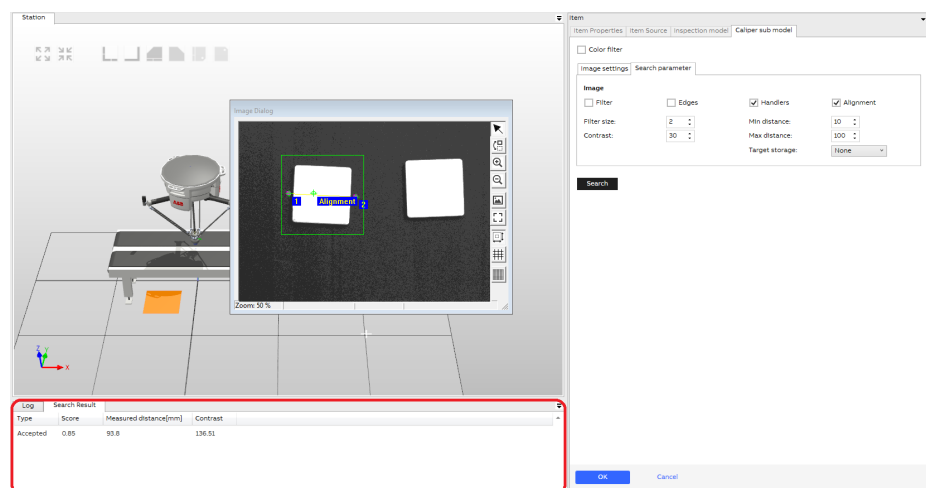 Station
Item
Item Properties
Item Source
Inspection model
Caliper sub model
Color filter
Image settings
Search parameter
Image
Filter
Edges
Handlers
Alignment
Filter size:
2
Min distance:
10
Contrast:
30
Max distance:
100
Target storage:
None
Search
Image Dialog
1
Alignment
2
Zoom: 50 %
ABB
Z
Y
X
Log
Search Result
Type
Score
Measured distance[mm]
Contrast
Accepted
0.85
93.8
136.51
OK
Cancel